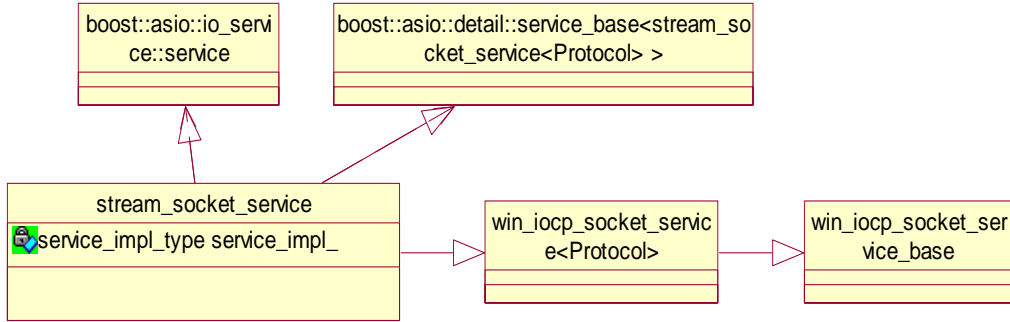 boost::asio::io_servi
ce::service
boost::asio::detail::service_base<stream_so
cket_service<Protocol> >
stream_socket_service
service_impl_type service_impl_
win_iocp_socket_servic
e<Protocol>
win_iocp_socket_ser
vice_base